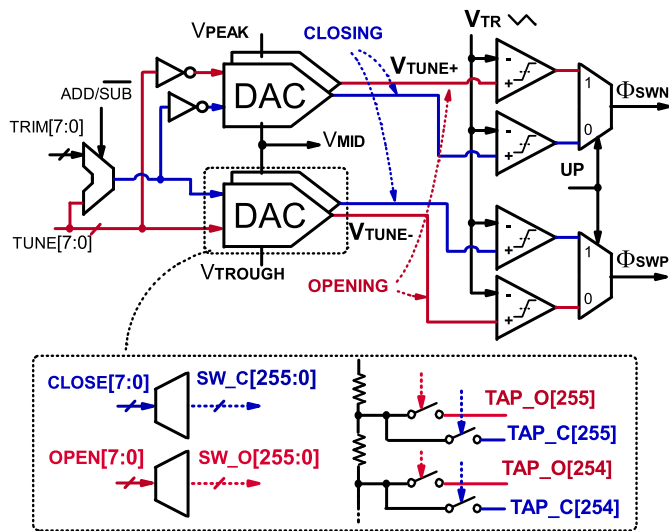 VPEAK
CLOSING
VTR
VTUNE+
ADD/SUB
DAC
-
+
1
0
ΦSWN
TRIM[7:0]
VMID
-
+
UP
DAC
-
+
TUNE[7:0]
VTUNE-
VTROUGH
OPENING
1
0
ΦSWP
-
+
CLOSE[7:0]
SW_C[255:0]
TAP_O[255]
TAP_C[255]
OPEN[7:0]
SW_O[255:0]
TAP_O[254]
TAP_C[254]